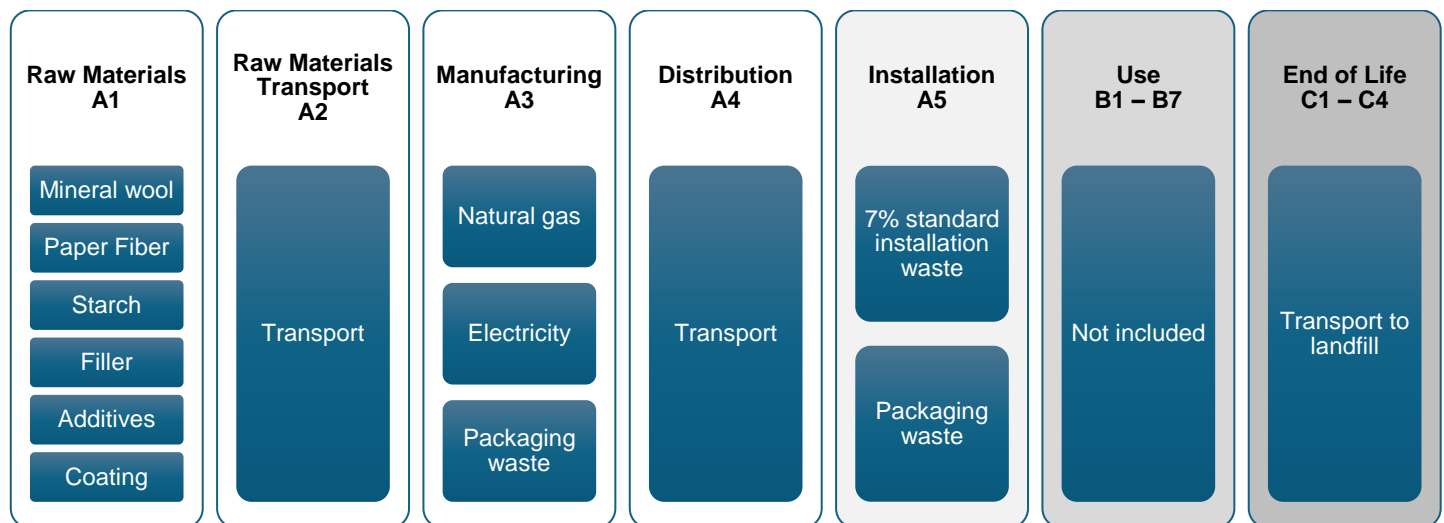 Raw Materials
A1
Mineral wool
Paper Fiber
Starch
Filler
Additives
Coating
Raw Materials
Transport
A2
Transport
Manufacturing
A3
Natural gas
Electricity
Packaging
waste
Distribution
A4
Transport
Installation
A5
7% standard
installation
waste
Packaging
waste
Use
B1 – B7
Not included
End of Life
C1 – C4
Transport to
landfill